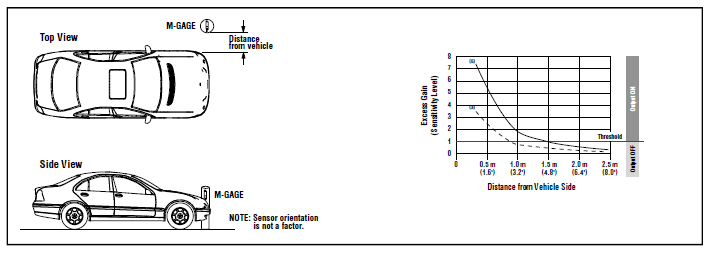 M-GAGE
Top View
Distance
from vehicle
Side View
M-GAGE
NOTE: Sensor orientation
is not a factor.
Excess Gain
(Sensitivity Level)
8
7
6
5
4
3
2
1
0
(1)
(3)
Threshold
Output ON
Output OFF
0 0.5 m 1.0 m 1.5 m 2.0 m 2.5 m
(1.6') (3.2') (4.8') (6.4') (8.0')
Distance from Vehicle Side